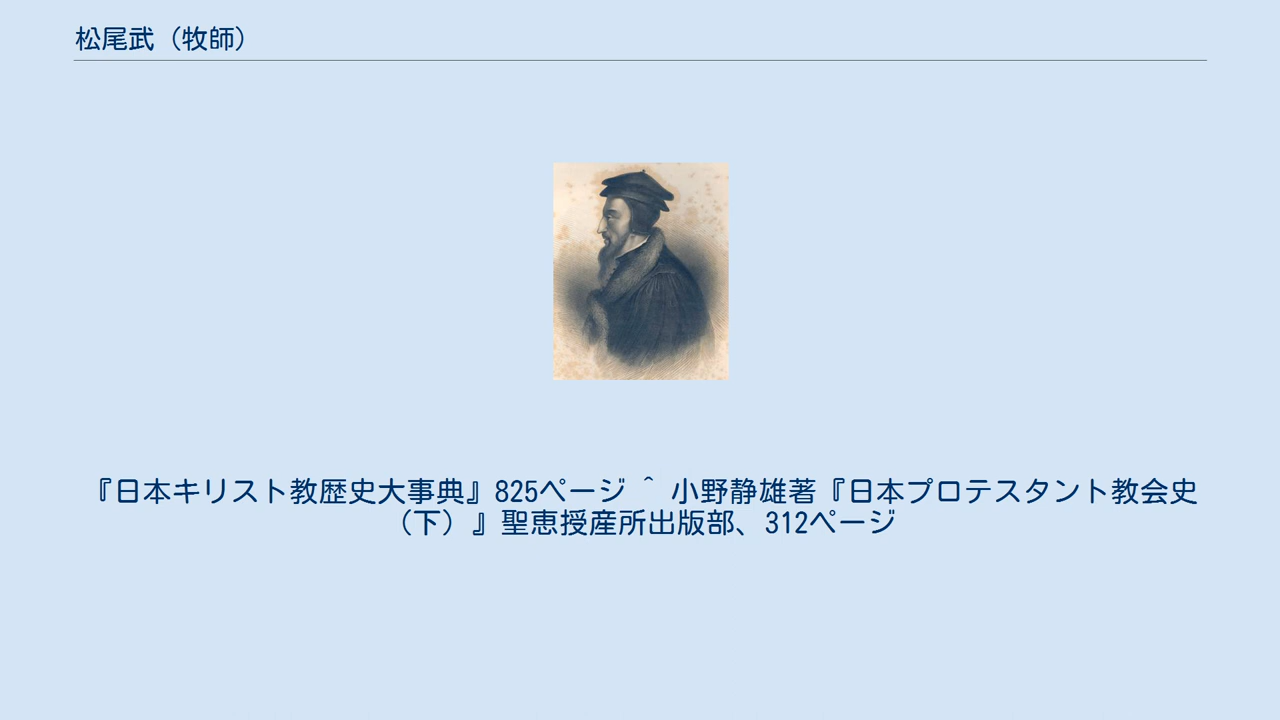 松尾武（牧師）
『日本キリスト教歴史大事典』825ページ ^ 小野静雄著『日本プロテスタント教会史
（下）』聖恵授産所出版部、312ページ